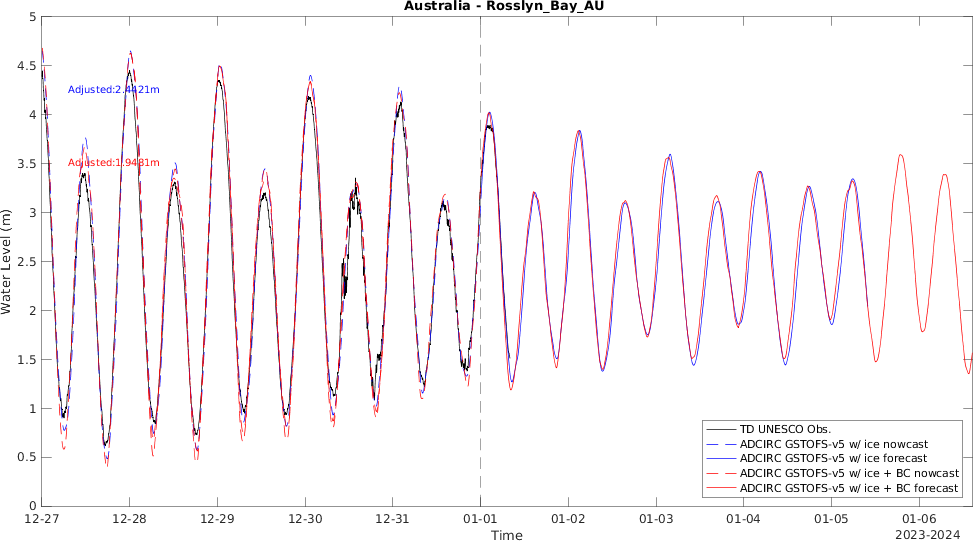 Australia - Rosslyn_Bay_AU
5
4.5
4
3.5
3
2.5
2
1.5
1
0.5
0
Water Level (m)
Adjusted:2.4421m
Adjusted:1.9481m
TD UNESCO Obs.
ADCIRC GSTOFS-v5 w/ ice nowcast
ADCIRC GSTOFS-v5 w/ ice forecast
ADCIRC GSTOFS-v5 w/ ice + BC nowcast
ADCIRC GSTOFS-v5 w/ ice + BC forecast
12-27 12-28 12-29 12-30 12-31 01-01 01-02 01-03 01-04 01-05 01-06
Time
2023-2024